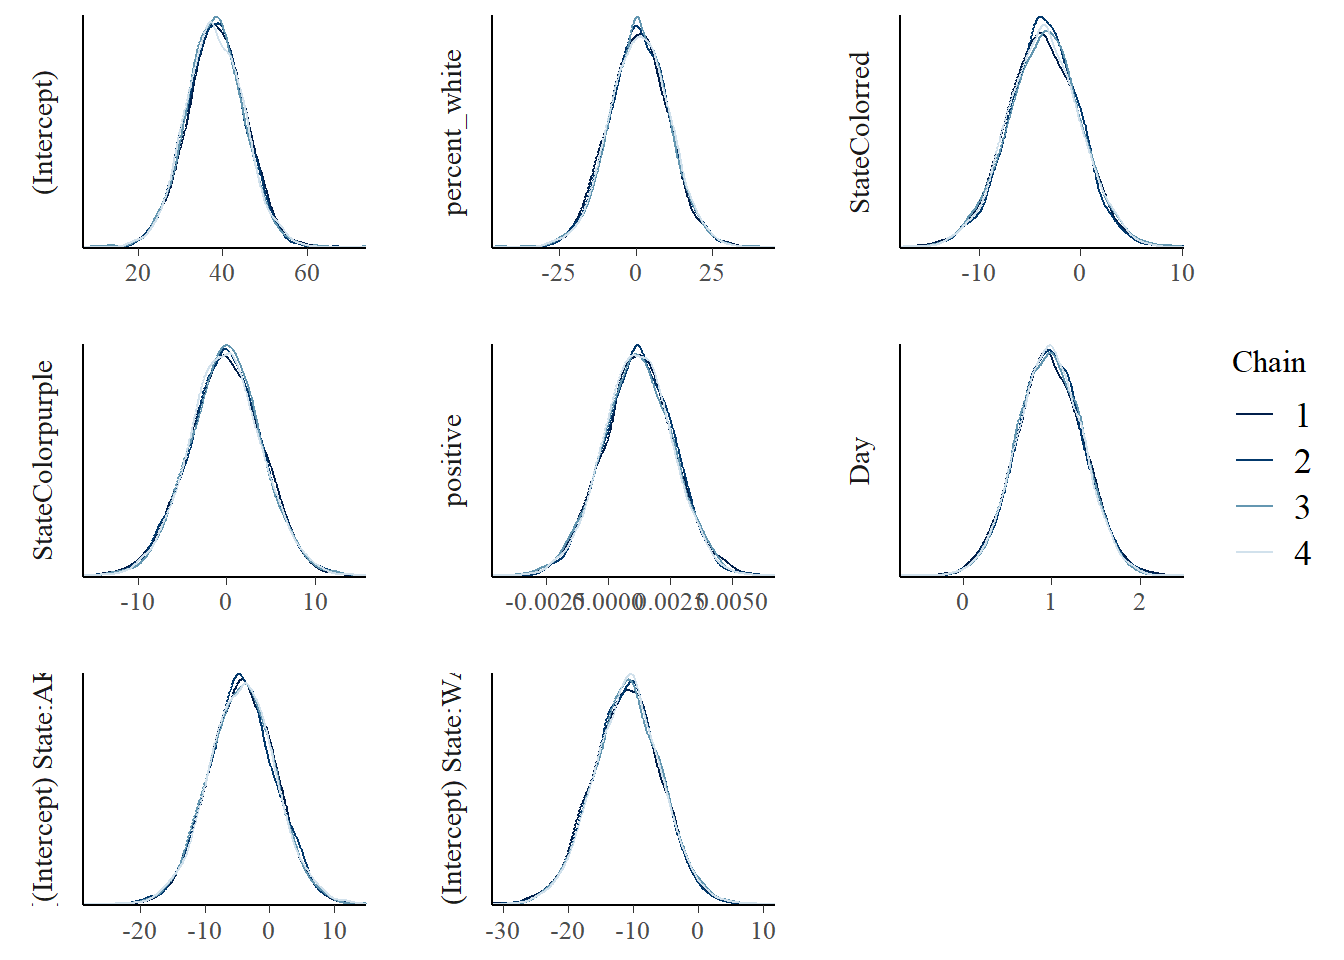 (Intercept)
20 40 60
percent_white
-25 0 25
StateColorred
-10 0 10
StateColorpurple
-10 0 10
positive
-0.0025 0.0000 0.0025 0.0050
Day
0 1 2
Chain
1
2
3
4
(Intercept) State:
-20 -10 0 10
(Intercept) State:WA
-30 -20 -10 0 10